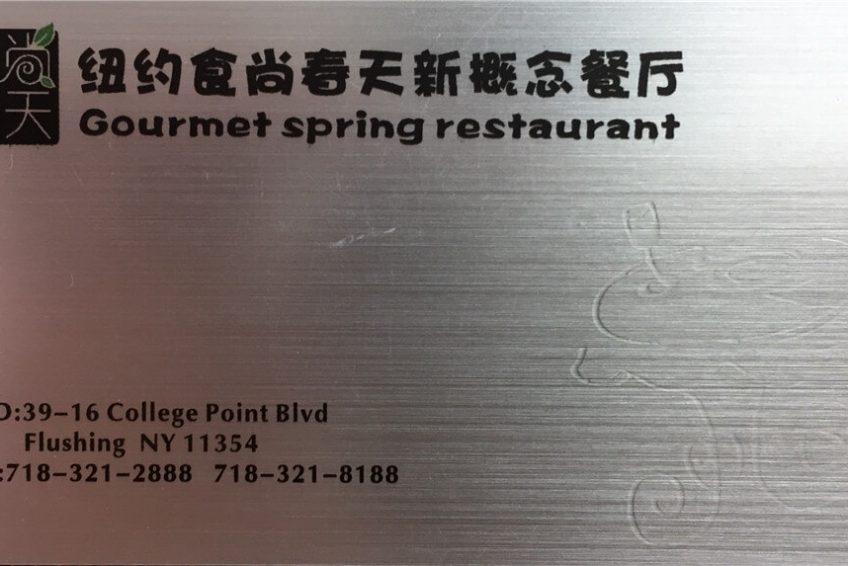 尚天
纽约食尚春天新概念餐厅
Gourmet spring restaurant
D:39-16 College Point Blvd
Flushing NY 11354
:718-321-2888 718-321-8188